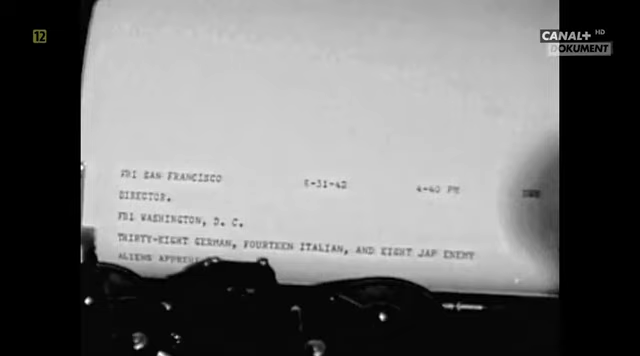 12
CANAL+ HD
DOKUMENT
FBI SAN FRANCISCO 4-40 PM
DIRECTOR.
FBI WASHINGTON, D. C.
THIRTY-EIGHT GERMAN, FOURTEEN ITALIAN, AND EIGHT JAP ENEMY
ALIENS